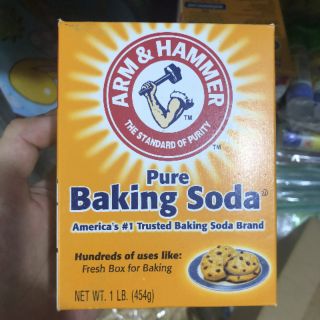 ARM & HAMMER
THE STANDARD OF PURITY
TM
TM
Pure
Baking Soda®
America's #1 Trusted Baking Soda Brand
Hundreds of uses like:
Fresh Box for Baking
NET WT. 1 LB. (454g)